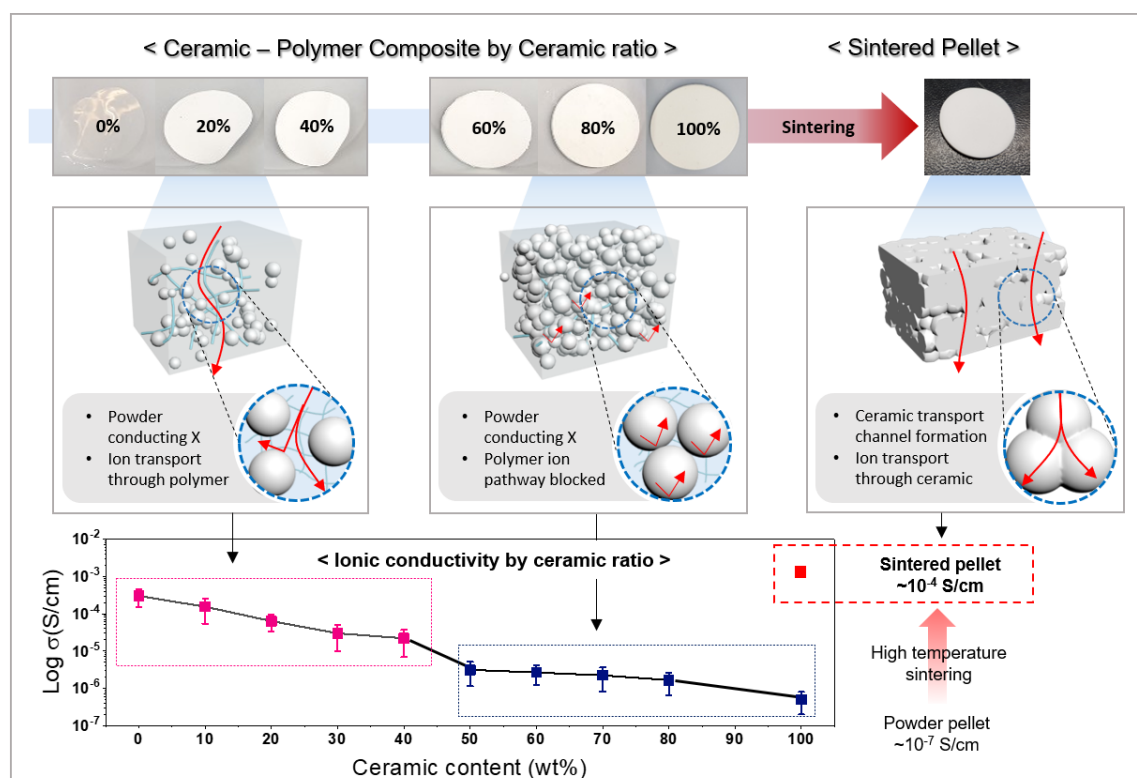 < Ceramic – Polymer Composite by Ceramic ratio >
< Sintered Pellet >
0%
20%
40%
60%
80%
100%
Sintering
• Powder
conducting X
• Ion transport
through polymer
• Powder
conducting X
• Polymer ion
pathway blocked
• Ceramic transport
channel formation
• Ion transport
through ceramic
< Ionic conductivity by ceramic ratio >
Log σ(S/cm)
10⁻²
10⁻³
10⁻⁴
10⁻⁵
10⁻⁶
10⁻⁷
0 10 20 30 40 50 60 70 80 90 100
Ceramic content (wt%)
Sintered pellet
~10⁻⁴ S/cm
High temperature
sintering
Powder pellet
~10⁻⁷ S/cm